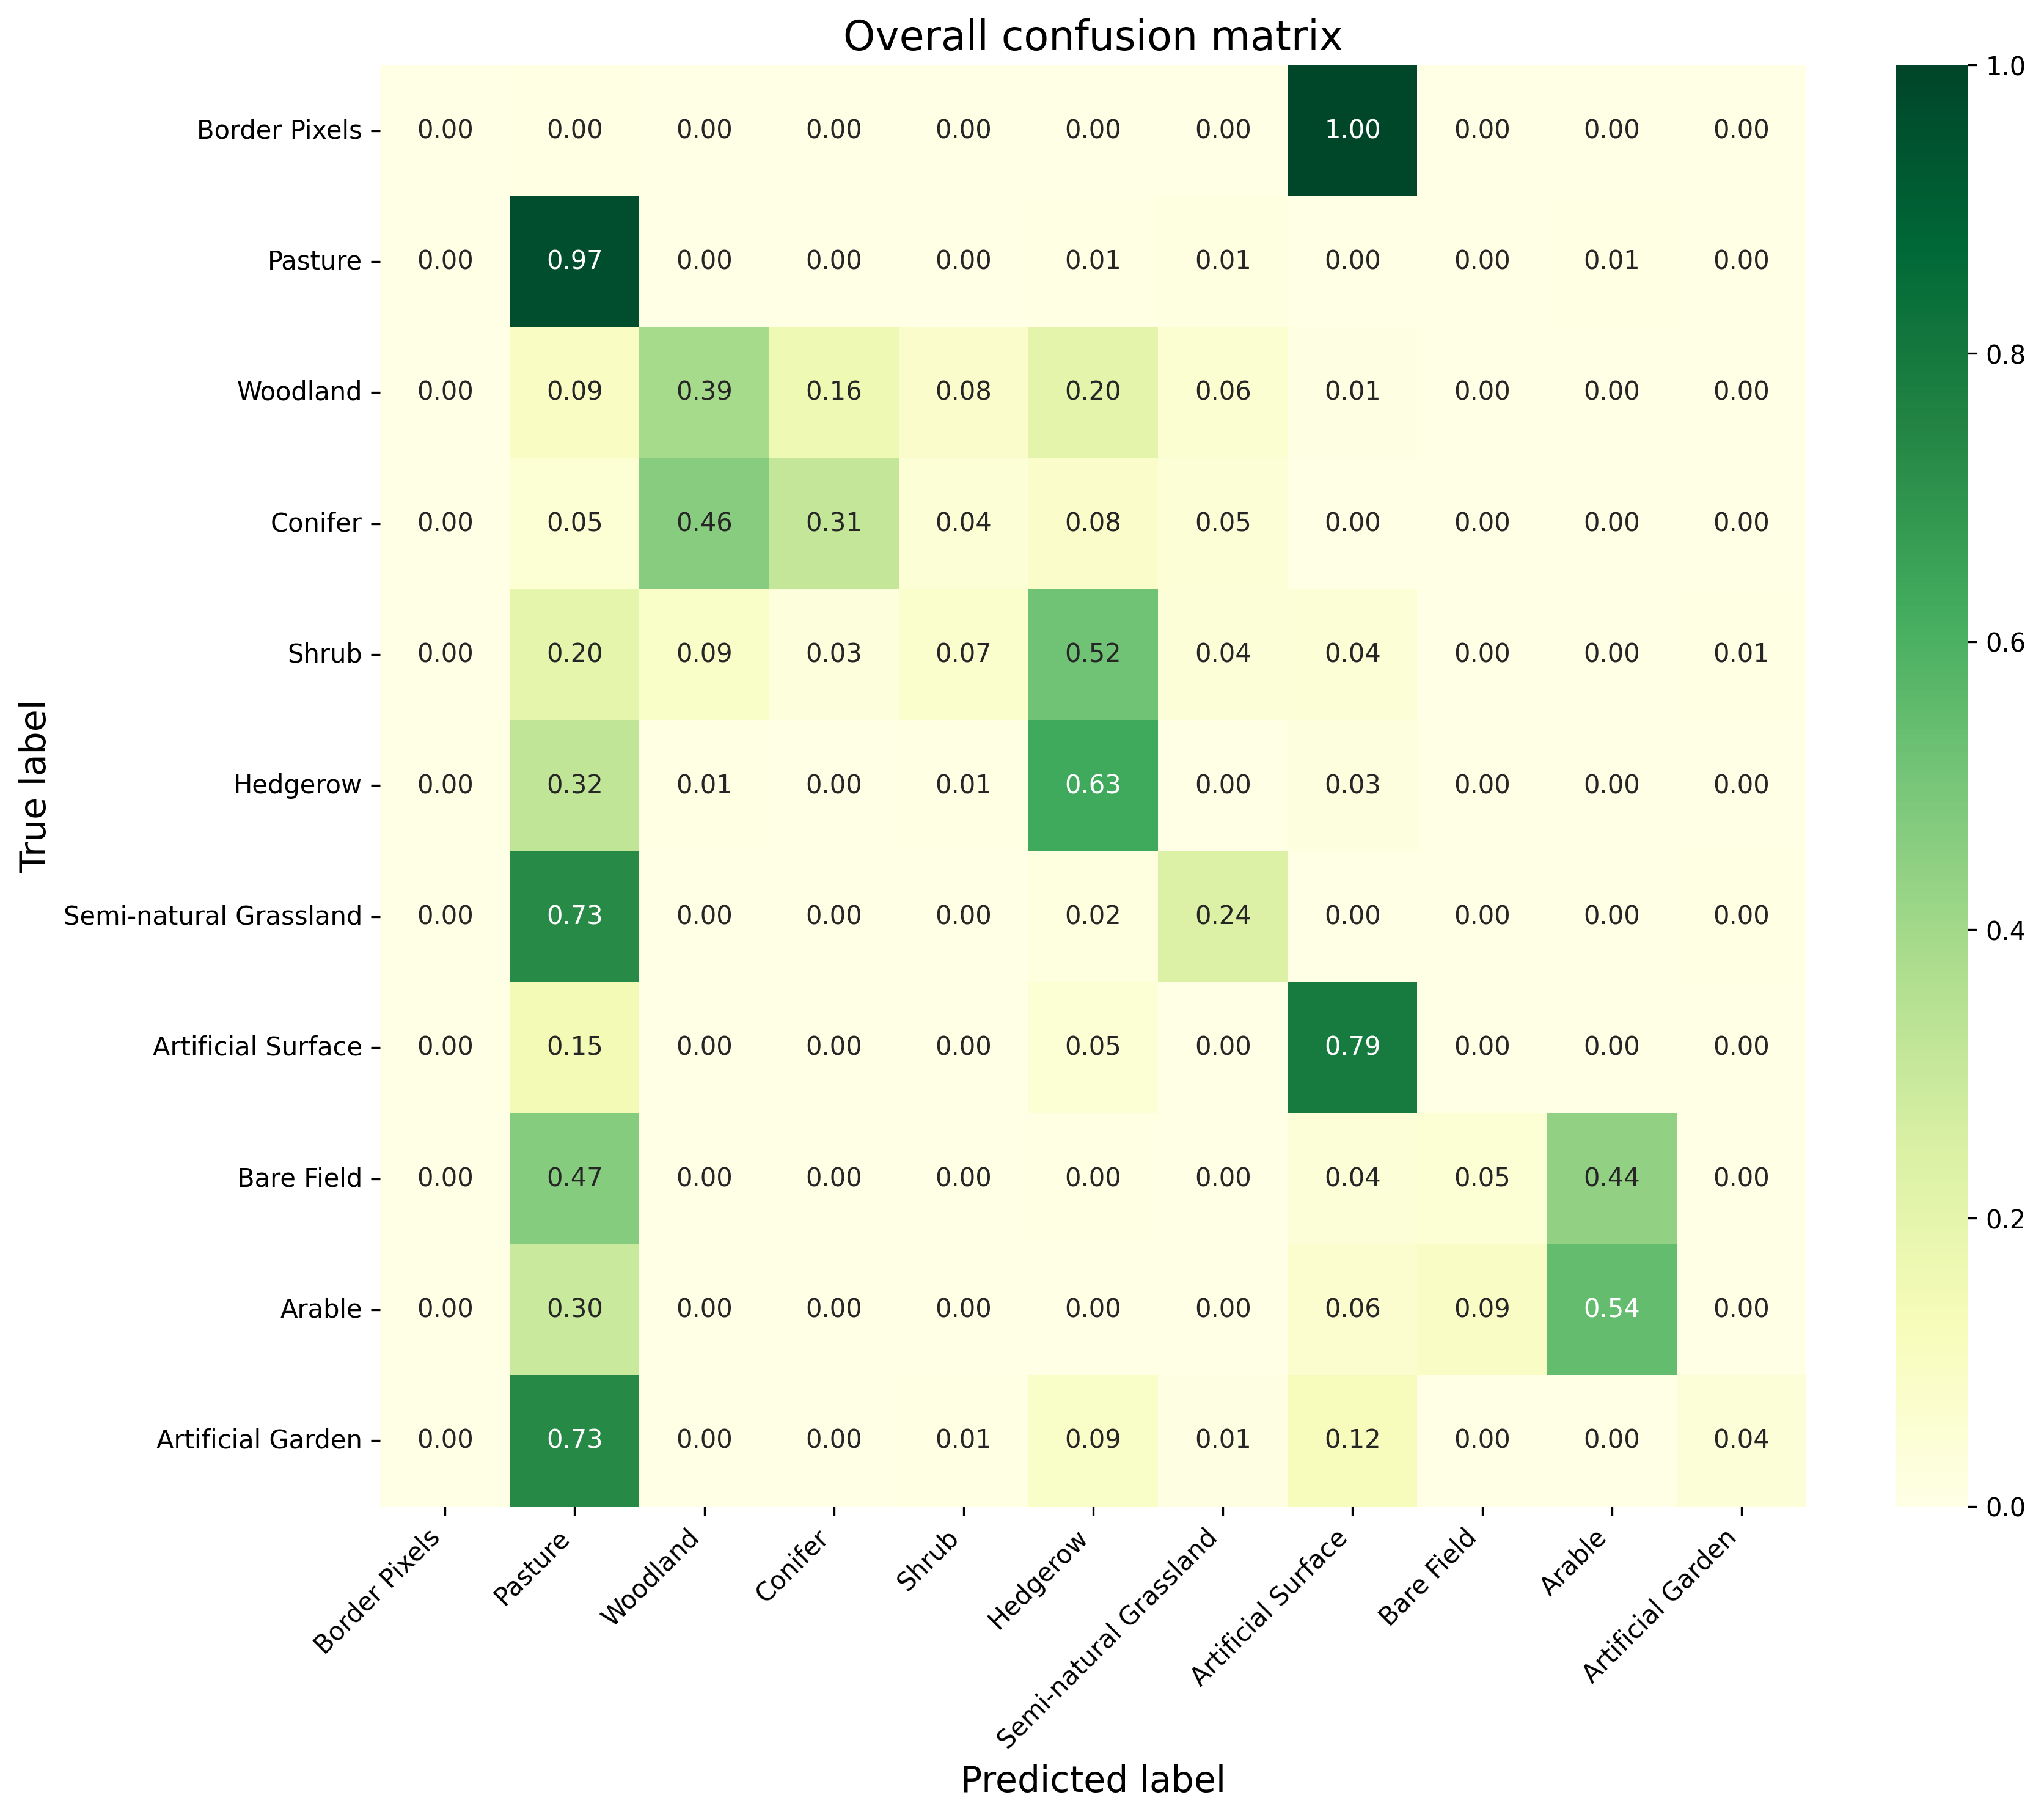 Overall confusion matrix
True label
Border Pixels 0.00 0.00 0.00 0.00 0.00 0.00 0.00 1.00 0.00 0.00 0.00
Pasture 0.00 0.97 0.00 0.00 0.00 0.01 0.01 0.00 0.00 0.01 0.00
Woodland 0.00 0.09 0.39 0.16 0.08 0.20 0.06 0.01 0.00 0.00 0.00
Conifer 0.00 0.05 0.46 0.31 0.04 0.08 0.05 0.00 0.00 0.00 0.00
Shrub 0.00 0.20 0.09 0.03 0.07 0.52 0.04 0.04 0.00 0.00 0.01
Hedgerow 0.00 0.32 0.01 0.00 0.01 0.63 0.00 0.03 0.00 0.00 0.00
Semi-natural Grassland 0.00 0.73 0.00 0.00 0.00 0.02 0.24 0.00 0.00 0.00 0.00
Artificial Surface 0.00 0.15 0.00 0.00 0.00 0.05 0.00 0.79 0.00 0.00 0.00
Bare Field 0.00 0.47 0.00 0.00 0.00 0.00 0.00 0.04 0.05 0.44 0.00
Arable 0.00 0.30 0.00 0.00 0.00 0.00 0.00 0.06 0.09 0.54 0.00
Artificial Garden 0.00 0.73 0.00 0.00 0.01 0.09 0.01 0.12 0.00 0.00 0.04
Border Pixels
Pasture
Woodland
Conifer
Shrub
Hedgerow
Semi-natural Grassland
Artificial Surface
Bare Field
Arable
Artificial Garden
Predicted label
1.0
0.8
0.6
0.4
0.2
0.0